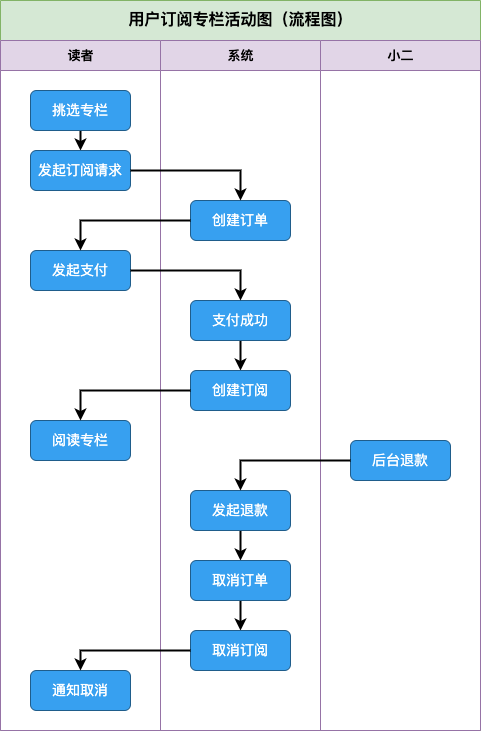 用户订阅专栏活动图（流程图）
读者
系统
小二
挑选专栏
发起订阅请求
创建订单
发起支付
支付成功
创建订阅
阅读专栏
后台退款
发起退款
取消订单
取消订阅
通知取消